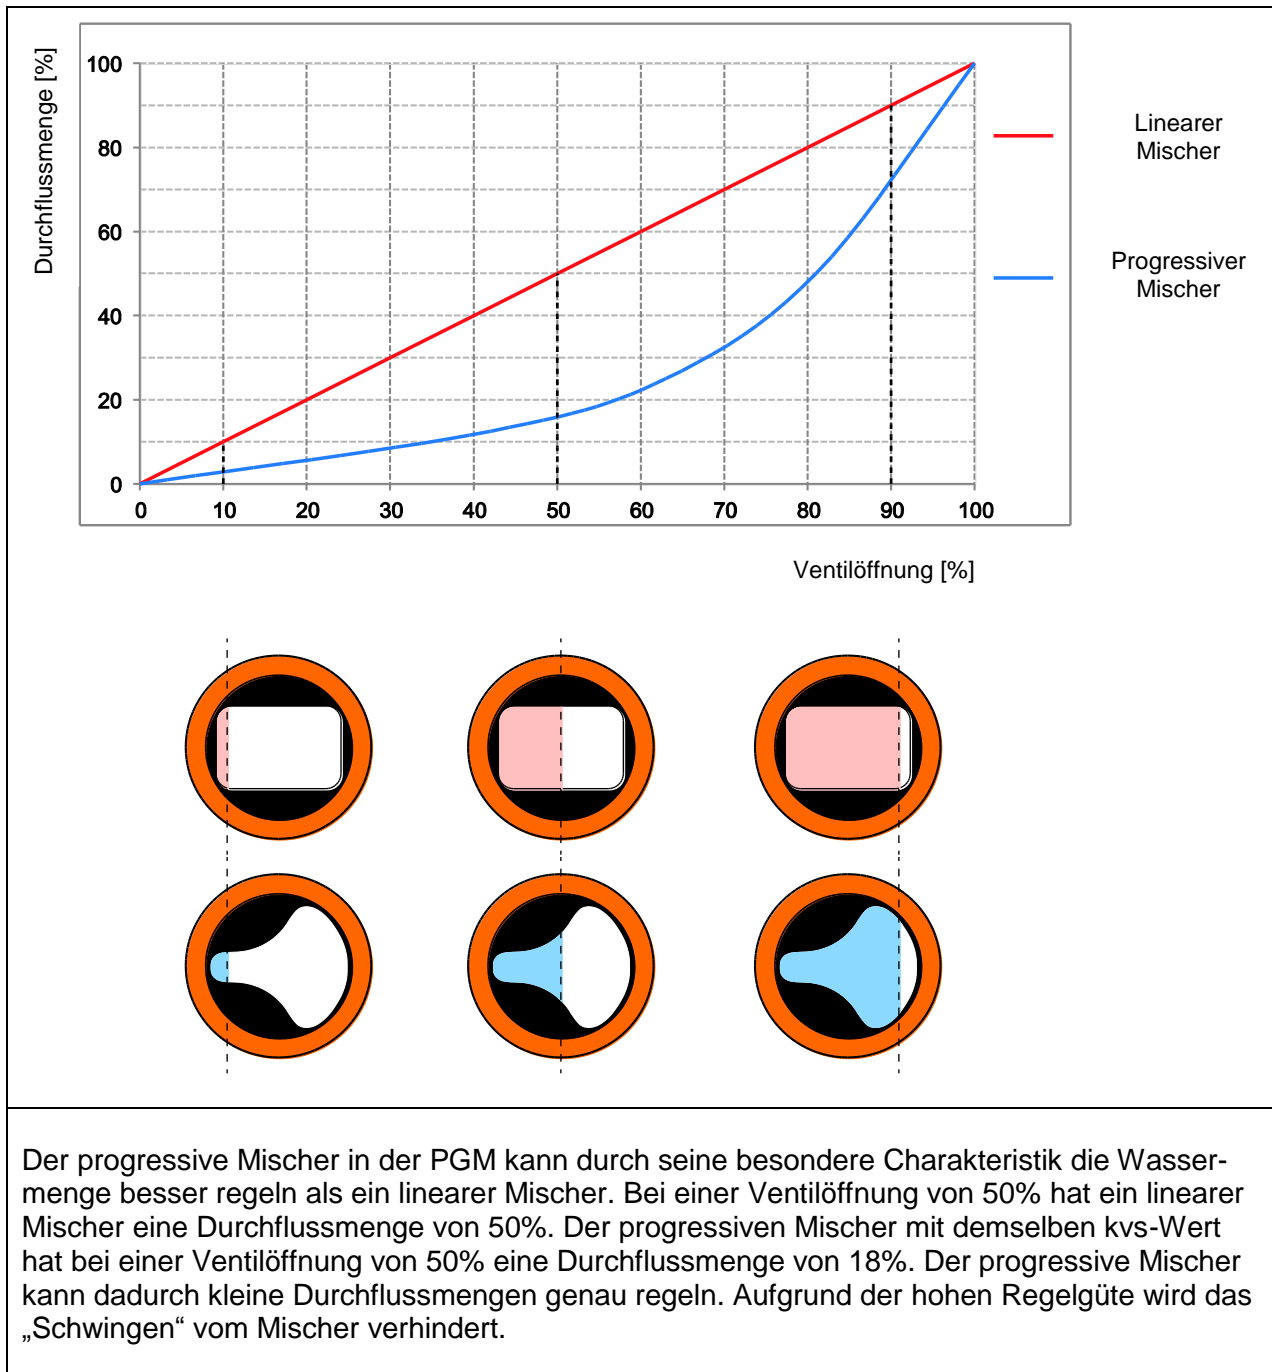 Durchflussmenge [%]
100
80
60
40
20
0
0 10 20 30 40 50 60 70 80 90 100
Ventilöffnung [%]
Linearer
Mischer
Progressiver
Mischer
Der progressive Mischer in der PGM kann durch seine besondere Charakteristik die Wasser-
menge besser regeln als ein linearer Mischer. Bei einer Ventilöffnung von 50% hat ein linearer
Mischer eine Durchflussmenge von 50%. Der progressiven Mischer mit demselben kvs-Wert
hat bei einer Ventilöffnung von 50% eine Durchflussmenge von 18%. Der progressive Mischer
kann dadurch kleine Durchflussmengen genau regeln. Aufgrund der hohen Regelgüte wird das
„Schwingen“ vom Mischer verhindert.